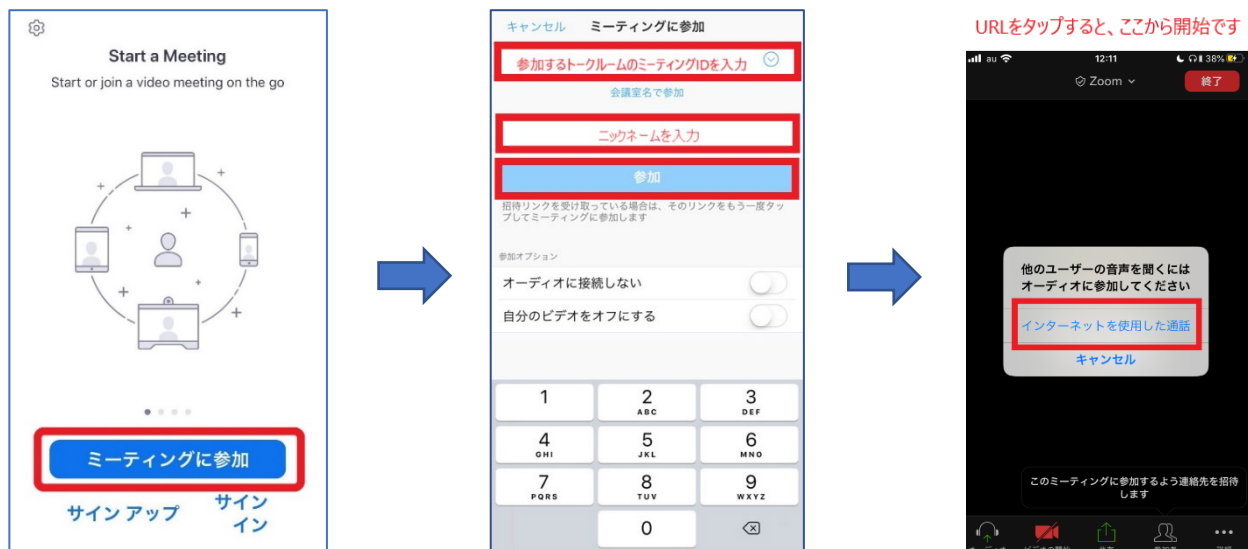 Start a Meeting
Start or join a video meeting on the go
ミーティングに参加
サイン アップ
サイン
イン
キャンセル ミーティングに参加
参加するトークルームのミーティングIDを入力
会議室名で参加
ニックネームを入力
参加
招待リンクを受け取っている場合は、そのリンクをもう一度タッ
プしてミーティングに参加します
参加オプション
オーディオに接続しない
自分のビデオをオフにする
1 2 3
ABC DEF
4 5 6
GHI JKL MNO
7 8 9
PQRS TUV WXYZ
0
URLをタップすると、ここから開始です
au 12:11 38%
Zoom 終了
他のユーザーの音声を聞くには
オーディオに参加してください
インターネットを使用した通話
キャンセル
このミーティングに参加するよう連絡先を招待
します